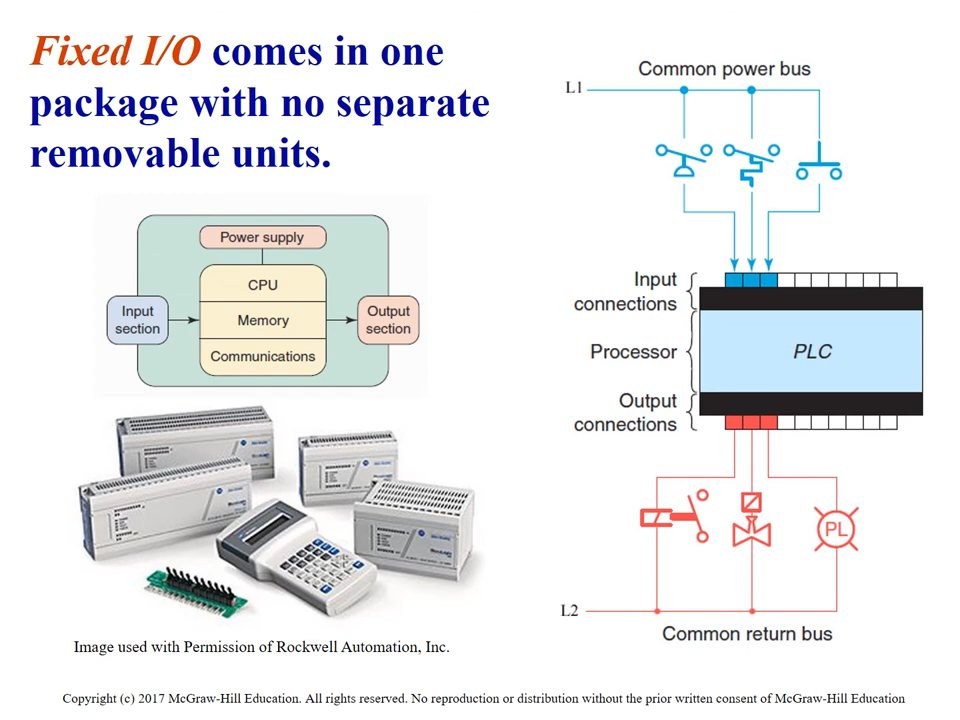 Fixed I/O comes in one
package with no separate
removable units.
Common power bus
L1
Power supply
CPU
Memory
Communications
Input
section
Output
section
Input
connections
Processor
PLC
Output
connections
PL
L2
Common return bus
Image used with Permission of Rockwell Automation, Inc.
Copyright (c) 2017 McGraw-Hill Education. All rights reserved. No reproduction or distribution without the prior written consent of McGraw-Hill Education